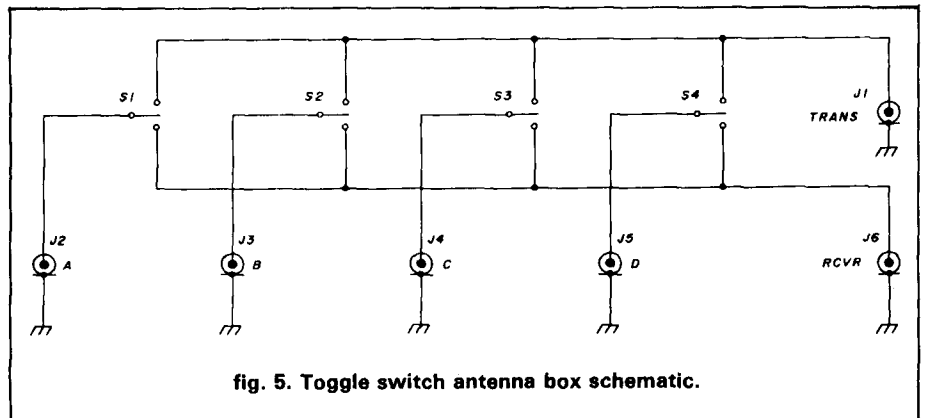 S1 S2 S3 S4 J1
TRANS
J2 J3 J4 J5 J6
A B C D RCVR
fig. 5. Toggle switch antenna box schematic.